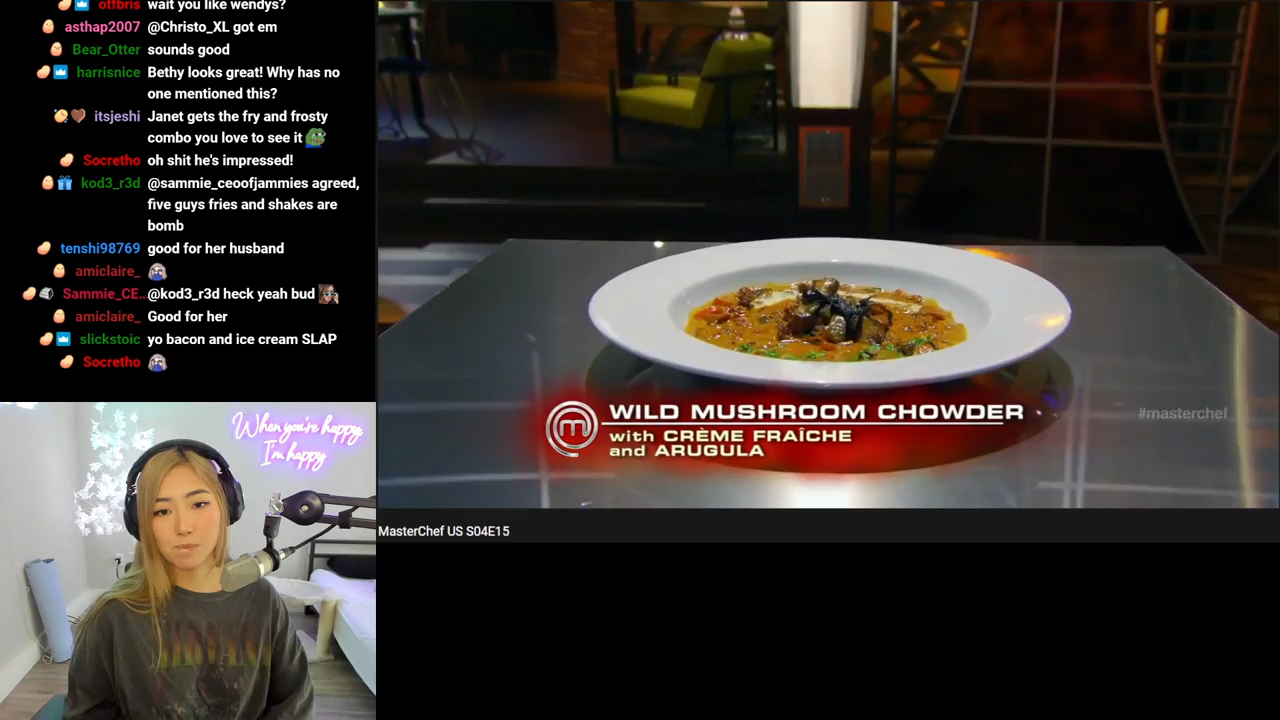 offbris wait you like wendys?
asthap2007 @Christo_XL got em
Bear_Otter sounds good
harrisnice Bethy looks great! Why has no
one mentioned this?
itsjeshi Janet gets the fry and frosty
combo you love to see it
Socretho oh shit he's impressed!
kod3_r3d @sammie_ceoofjammies agreed,
five guys fries and shakes are
bomb
tenshi98769 good for her husband
amiclaire_
Sammie_CE... @kod3_r3d heck yeah bud
amiclaire_ Good for her
slickstoic yo bacon and ice cream SLAP
Socretho
When you're happy
I'm happy
NIRVANA
WILD MUSHROOM CHOWDER
with CRÈME FRAÎCHE
and ARUGULA
#masterchef
MasterChef US S04E15